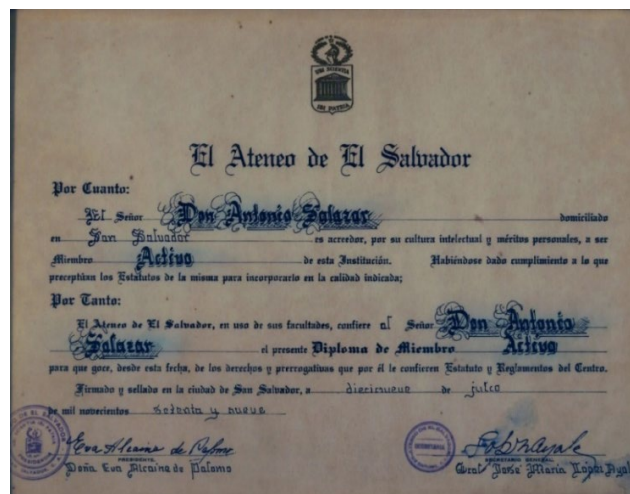 El Ateneo de El Salvador
Por Cuanto:
El Señor Don Antonio Salazar domiciliado
en San Salvador es acreedor, por su cultura intelectual y méritos personales, a ser
Miembro Activo de esta Institución. Habiéndose dado cumplimiento a lo que
preceptúan los Estatutos de la misma para incorporarlo en la calidad indicada;
Por Tanto:
El Ateneo de El Salvador, en uso de sus facultades, confiere al Señor Don Antonio
Salazar el presente Diploma de Miembro Activo
para que goce, desde esta fecha, de los derechos y prerrogativas que por él le confieren Estatuto y Reglamentos del Centro.
Firmado y sellado en la ciudad de San Salvador, a diecinueve de julio
de mil novecientos setenta y nueve
Eva Alcaine de Palomo
PRESIDENTE
Doña Eva Alcaine de Palomo
SECRETARIO GENERAL
Gral José María López Ayal